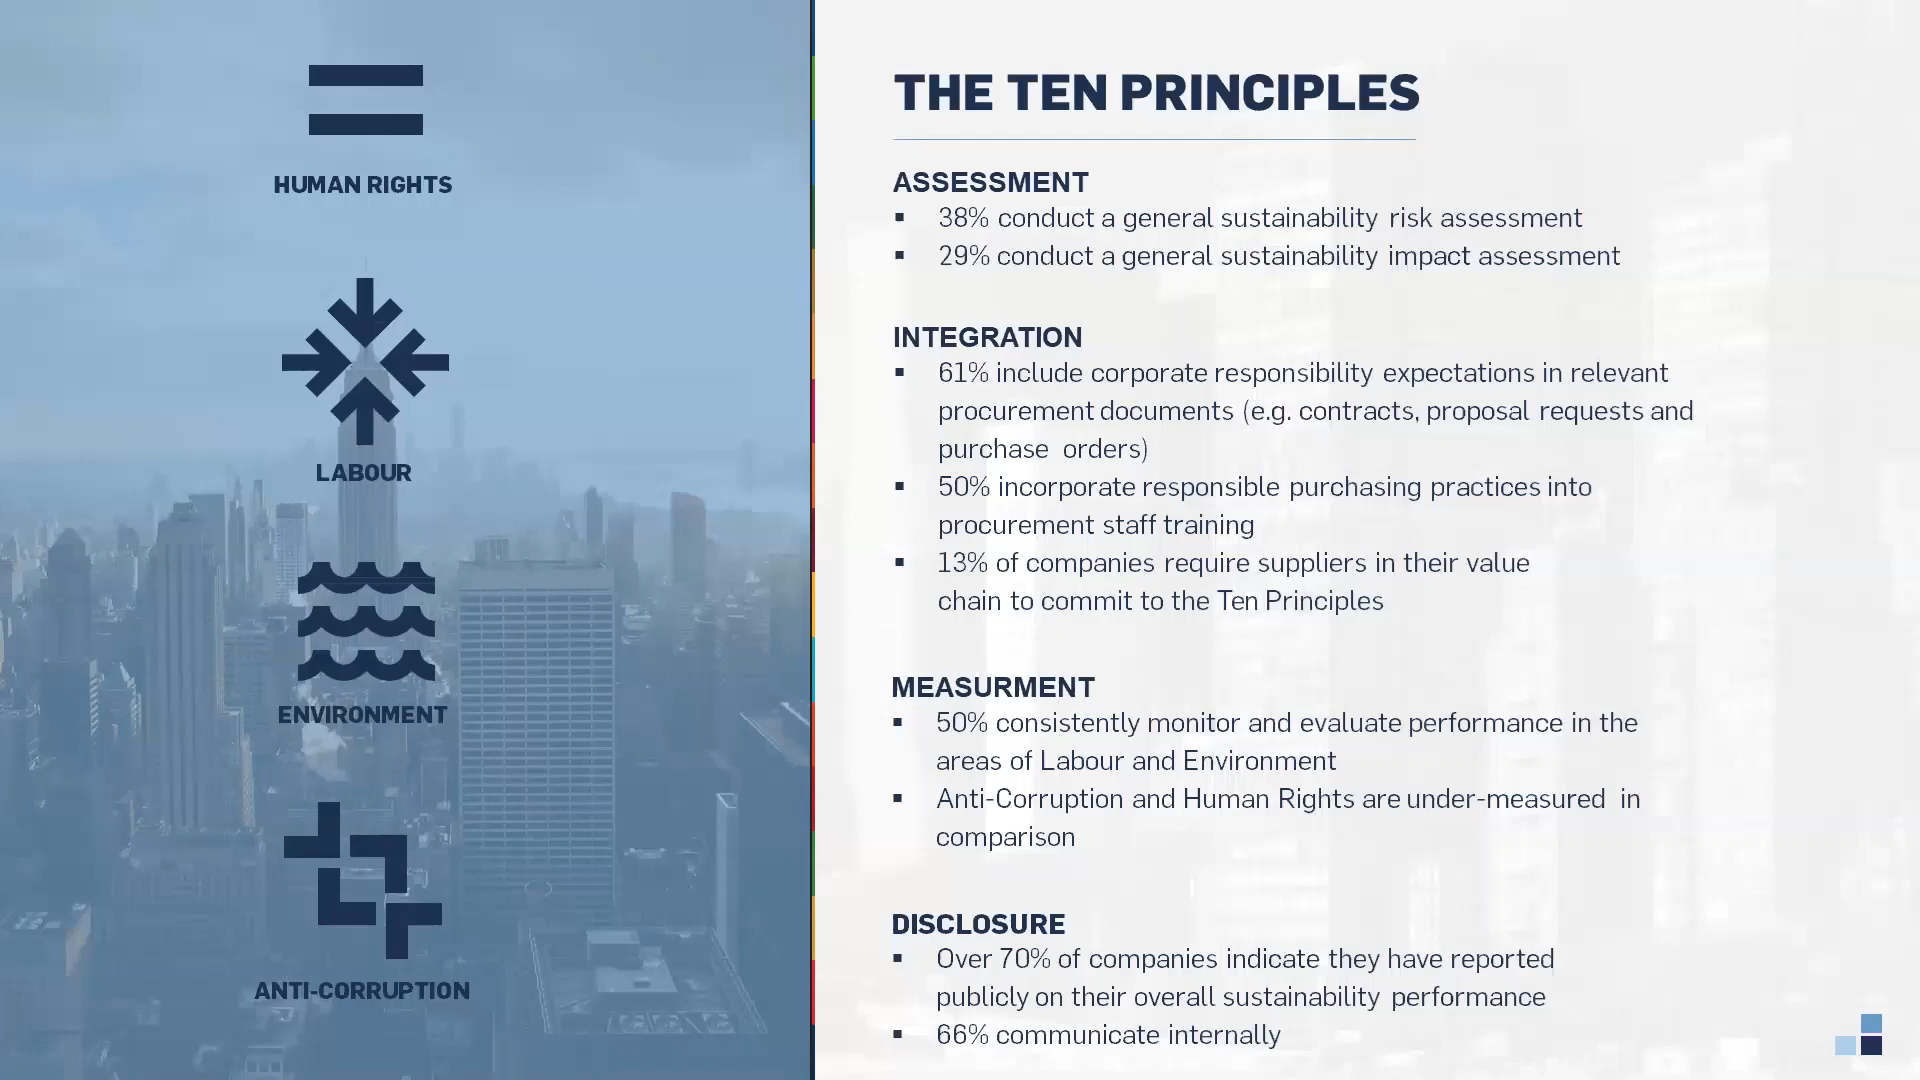 HUMAN RIGHTS
LABOUR
ENVIRONMENT
ANTI-CORRUPTION
THE TEN PRINCIPLES
ASSESSMENT
▪ 38% conduct a general sustainability risk assessment
▪ 29% conduct a general sustainability impact assessment
INTEGRATION
▪ 61% include corporate responsibility expectations in relevant
procurement documents (e.g. contracts, proposal requests and
purchase orders)
▪ 50% incorporate responsible purchasing practices into
procurement staff training
▪ 13% of companies require suppliers in their value
chain to commit to the Ten Principles
MEASURMENT
▪ 50% consistently monitor and evaluate performance in the
areas of Labour and Environment
▪ Anti-Corruption and Human Rights are under-measured in
comparison
DISCLOSURE
▪ Over 70% of companies indicate they have reported
publicly on their overall sustainability performance
▪ 66% communicate internally